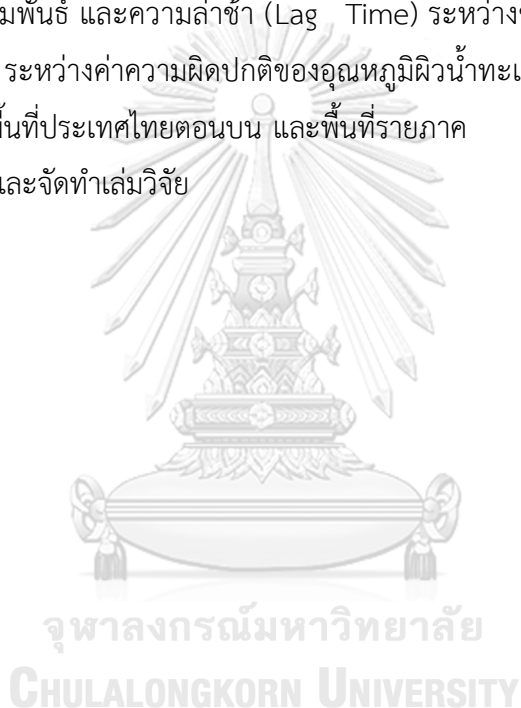 มพันธ์ และความล่าช้า (Lag Time) ระหว่าง
ระหว่างค่าความผิดปกติของอุณหภูมิผิวน้ำทะเ
พื้นที่ประเทศไทยตอนบน และพื้นที่รายภาค
และจัดทำเล่มวิจัย
จุฬาลงกรณ์มหาวิทยาลัย
CHULALONGKORN UNIVERSITY